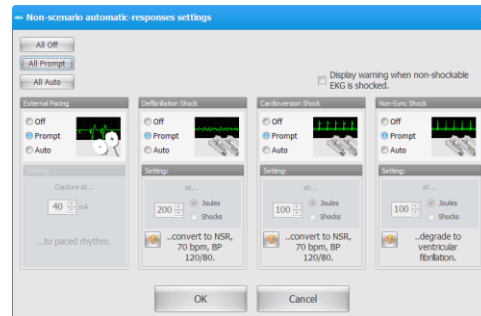 Non-scenario automatic-responses settings
All Off
All Prompt
All Auto
Display warning when non-shockable
EKG is shocked.
External Pacing
Off
Prompt
Auto
Setting:
Capture at...
40 mA
...to paced rhythm.
Defibrillation Shock
Off
Prompt
Auto
Setting:
at...
200 Joules
Shocks
...convert to NSR,
70 bpm, BP
120/80.
Cardioversion Shock
Off
Prompt
Auto
Setting:
at...
100 Joules
Shocks
...convert to NSR,
70 bpm, BP
120/80.
Non-Sync Shock
Off
Prompt
Auto
Setting:
at...
100 Joules
Shocks
..degrade to
ventricular
fibrilation.
OK
Cancel